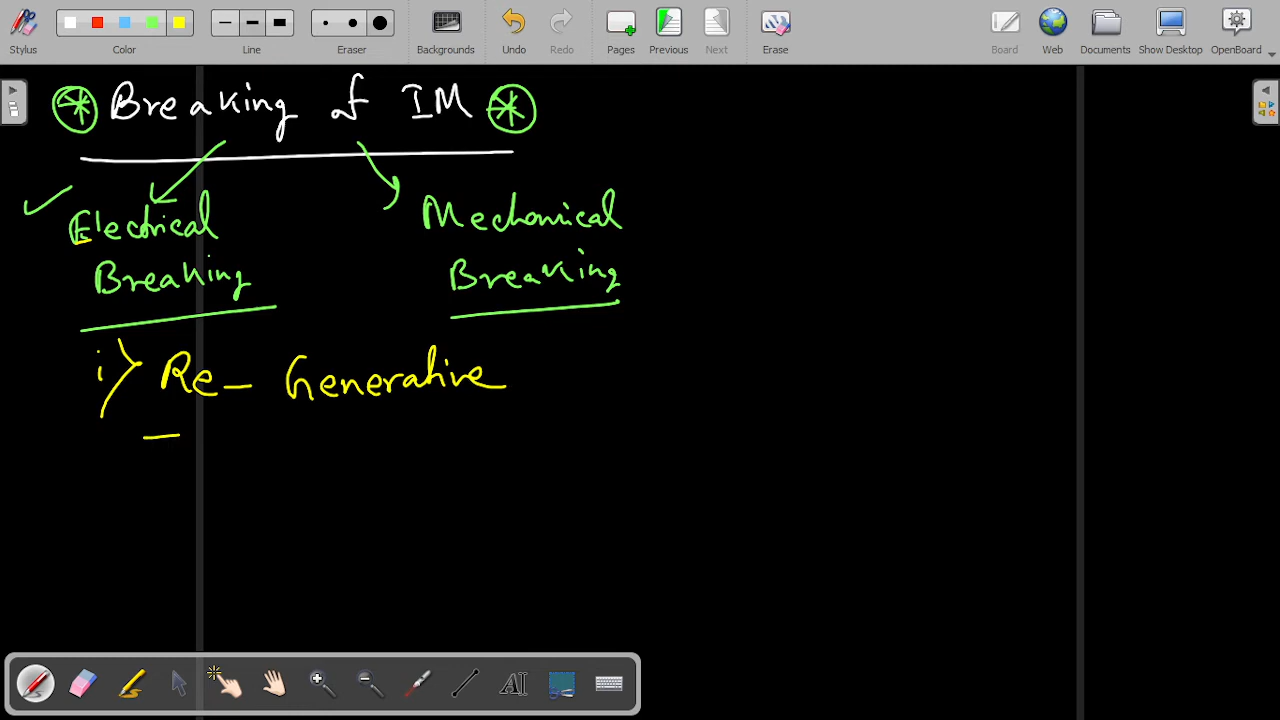 Stylus
Color
Line
Eraser
Backgrounds
Undo
Redo
Pages
Previous
Next
Erase
Board
Web
Documents
Show Desktop
OpenBoard
Breaking of IM
Electrical
Breaking
Mechanical
Breaking
i) Re - Generative
AI